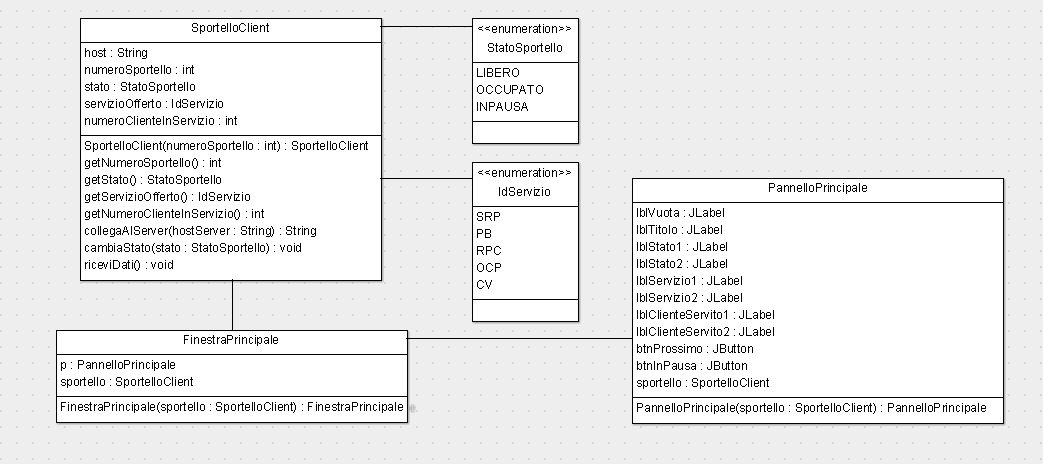 SportelloClient
host : String
numeroSportello : int
stato : StatoSportello
servizioOfferto : IdServizio
numeroClienteInServizio : int
SportelloClient(numeroSportello : int) : SportelloClient
getNumeroSportello() : int
getStato() : StatoSportello
getServizioOfferto() : IdServizio
getNumeroClienteInServizio() : int
collegaAlServer(hostServer : String) : String
cambiaStato(stato : StatoSportello) : void
riceviDati() : void
<<enumeration>>
StatoSportello
LIBERO
OCCUPATO
INPAUSA
<<enumeration>>
IdServizio
SRP
PB
RPC
OCP
CV
PannelloPrincipale
lblVuota : JLabel
lblTitolo : JLabel
lblStato1 : JLabel
lblStato2 : JLabel
lblServizio1 : JLabel
lblServizio2 : JLabel
lblClienteServito1 : JLabel
lblClienteServito2 : JLabel
btnProssimo : JButton
btnInPausa : JButton
sportello : SportelloClient
PannelloPrincipale(sportello : SportelloClient) : PannelloPrincipale
FinestraPrincipale
p : PannelloPrincipale
sportello : SportelloClient
FinestraPrincipale(sportello : SportelloClient) : FinestraPrincipale